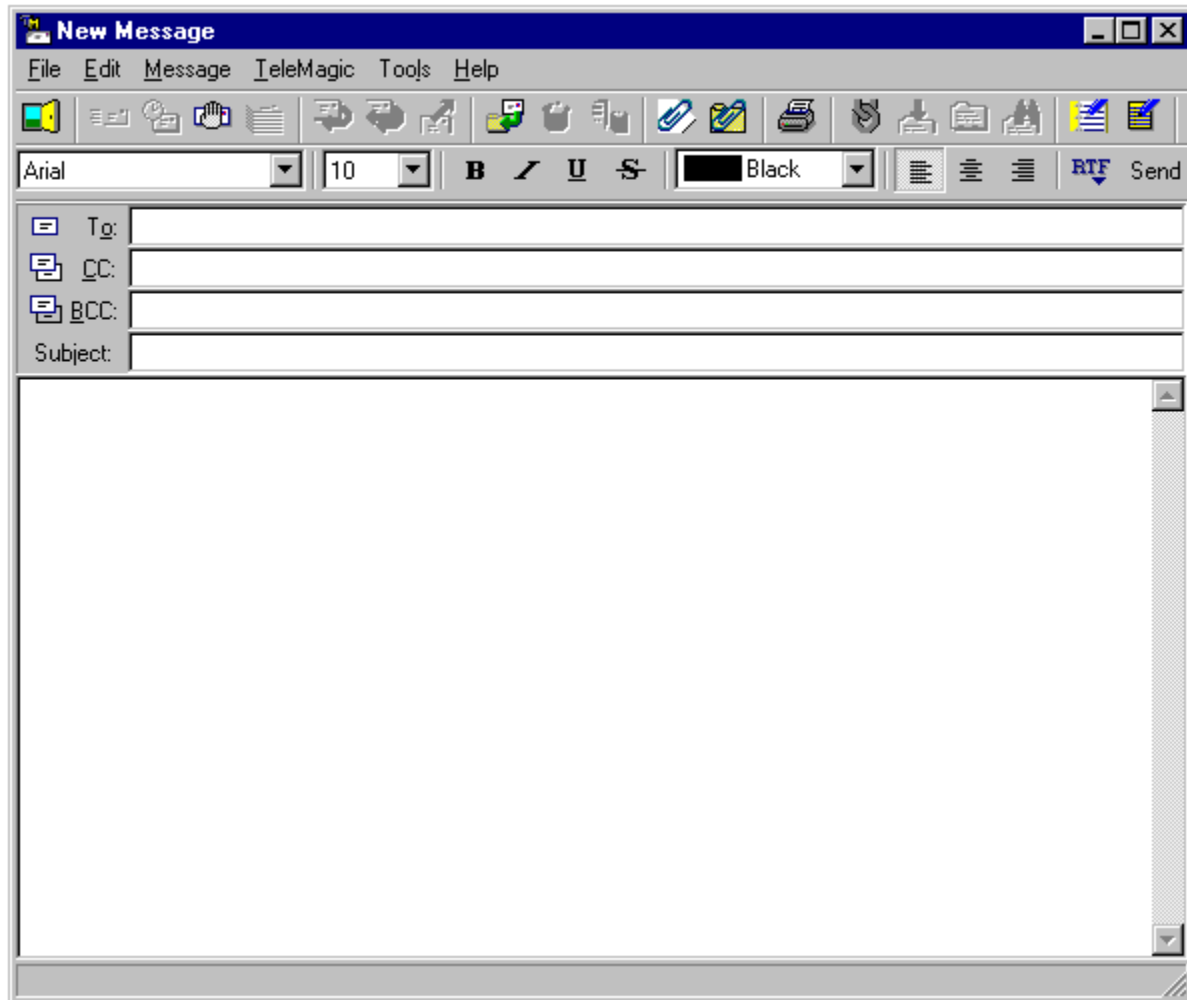 New Message
File Edit Message TeleMagic Tools Help
Arial 10 B I U S Black RTF Send
To:
CC:
BCC:
Subject: